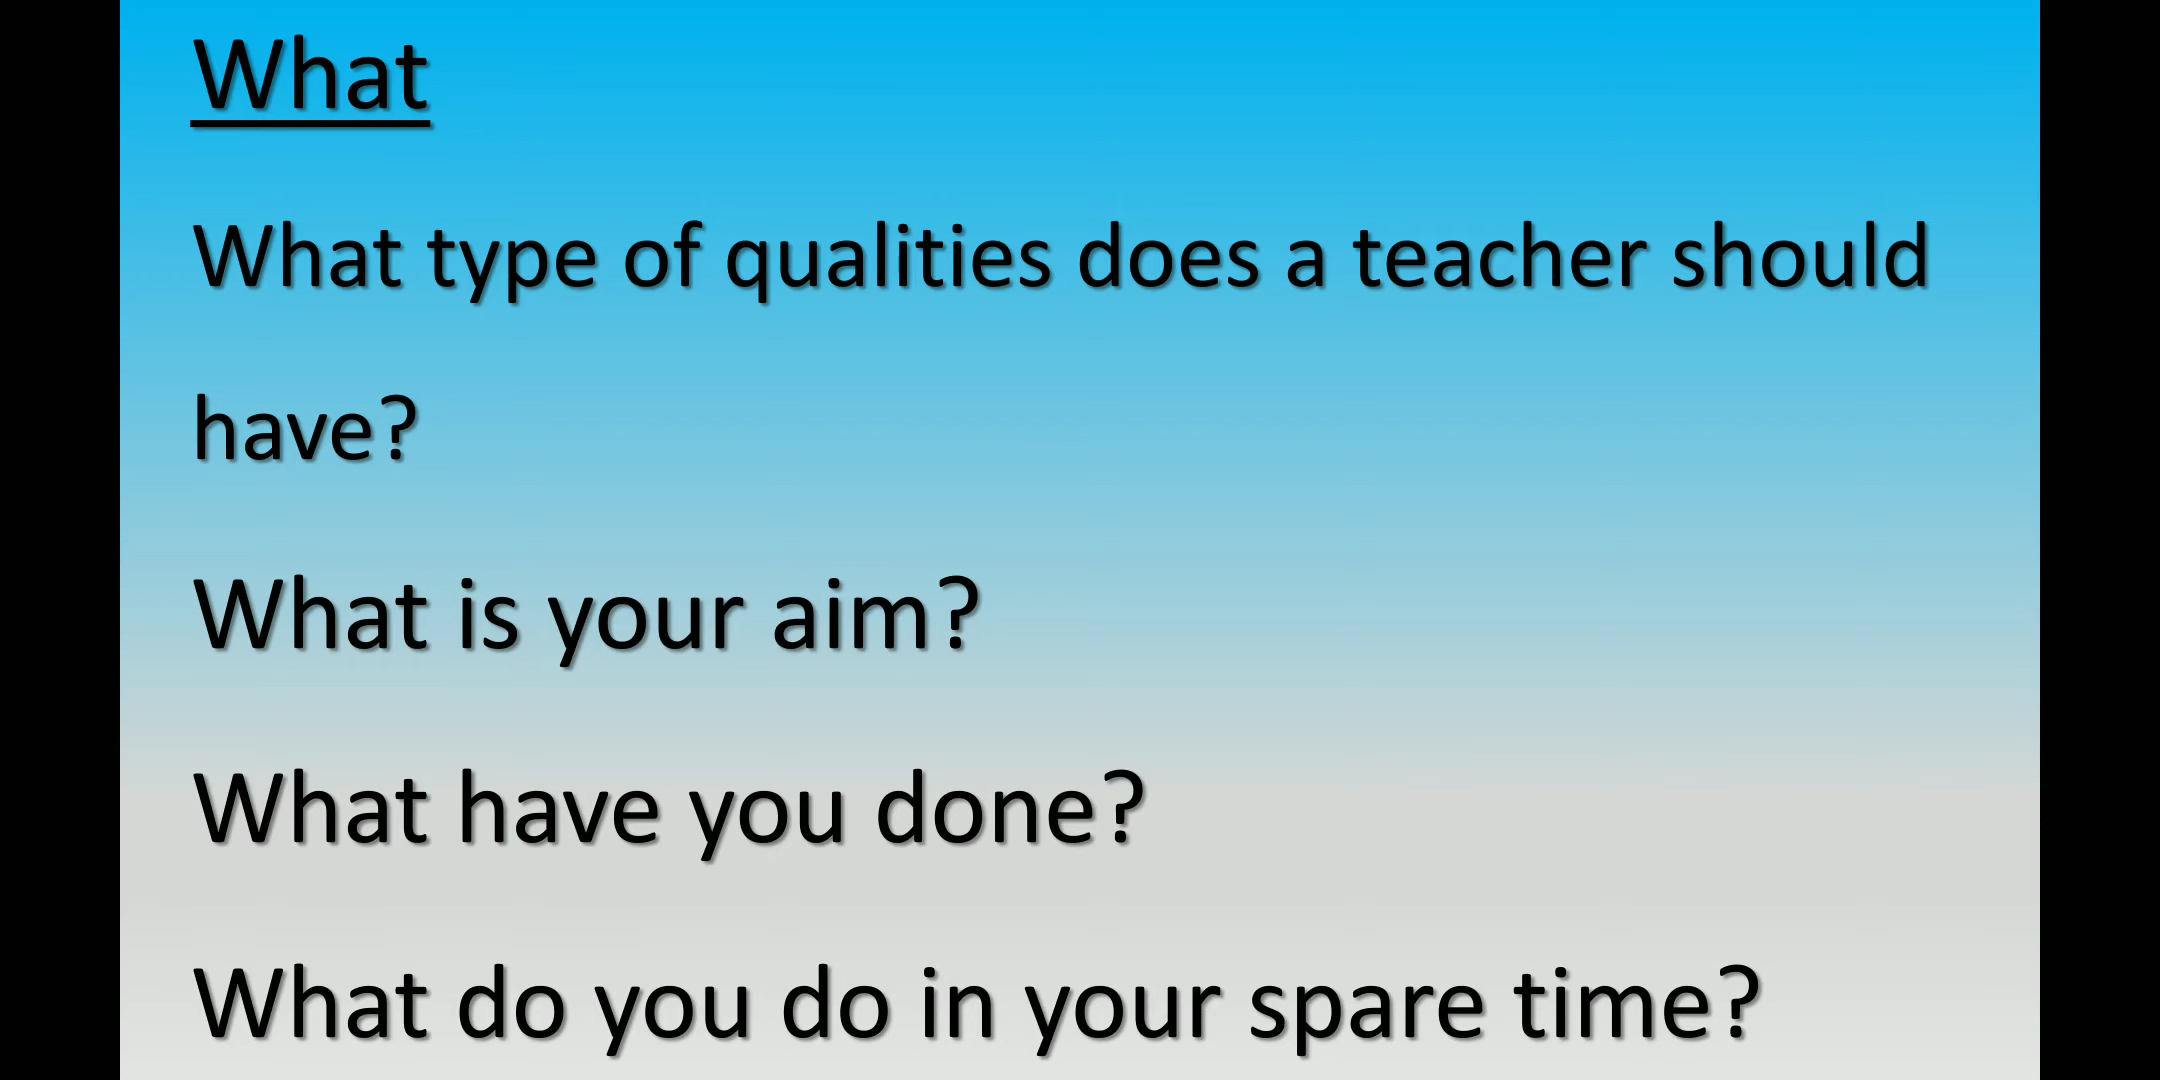 What
What type of qualities does a teacher should
have?
What is your aim?
What have you done?
What do you do in your spare time?